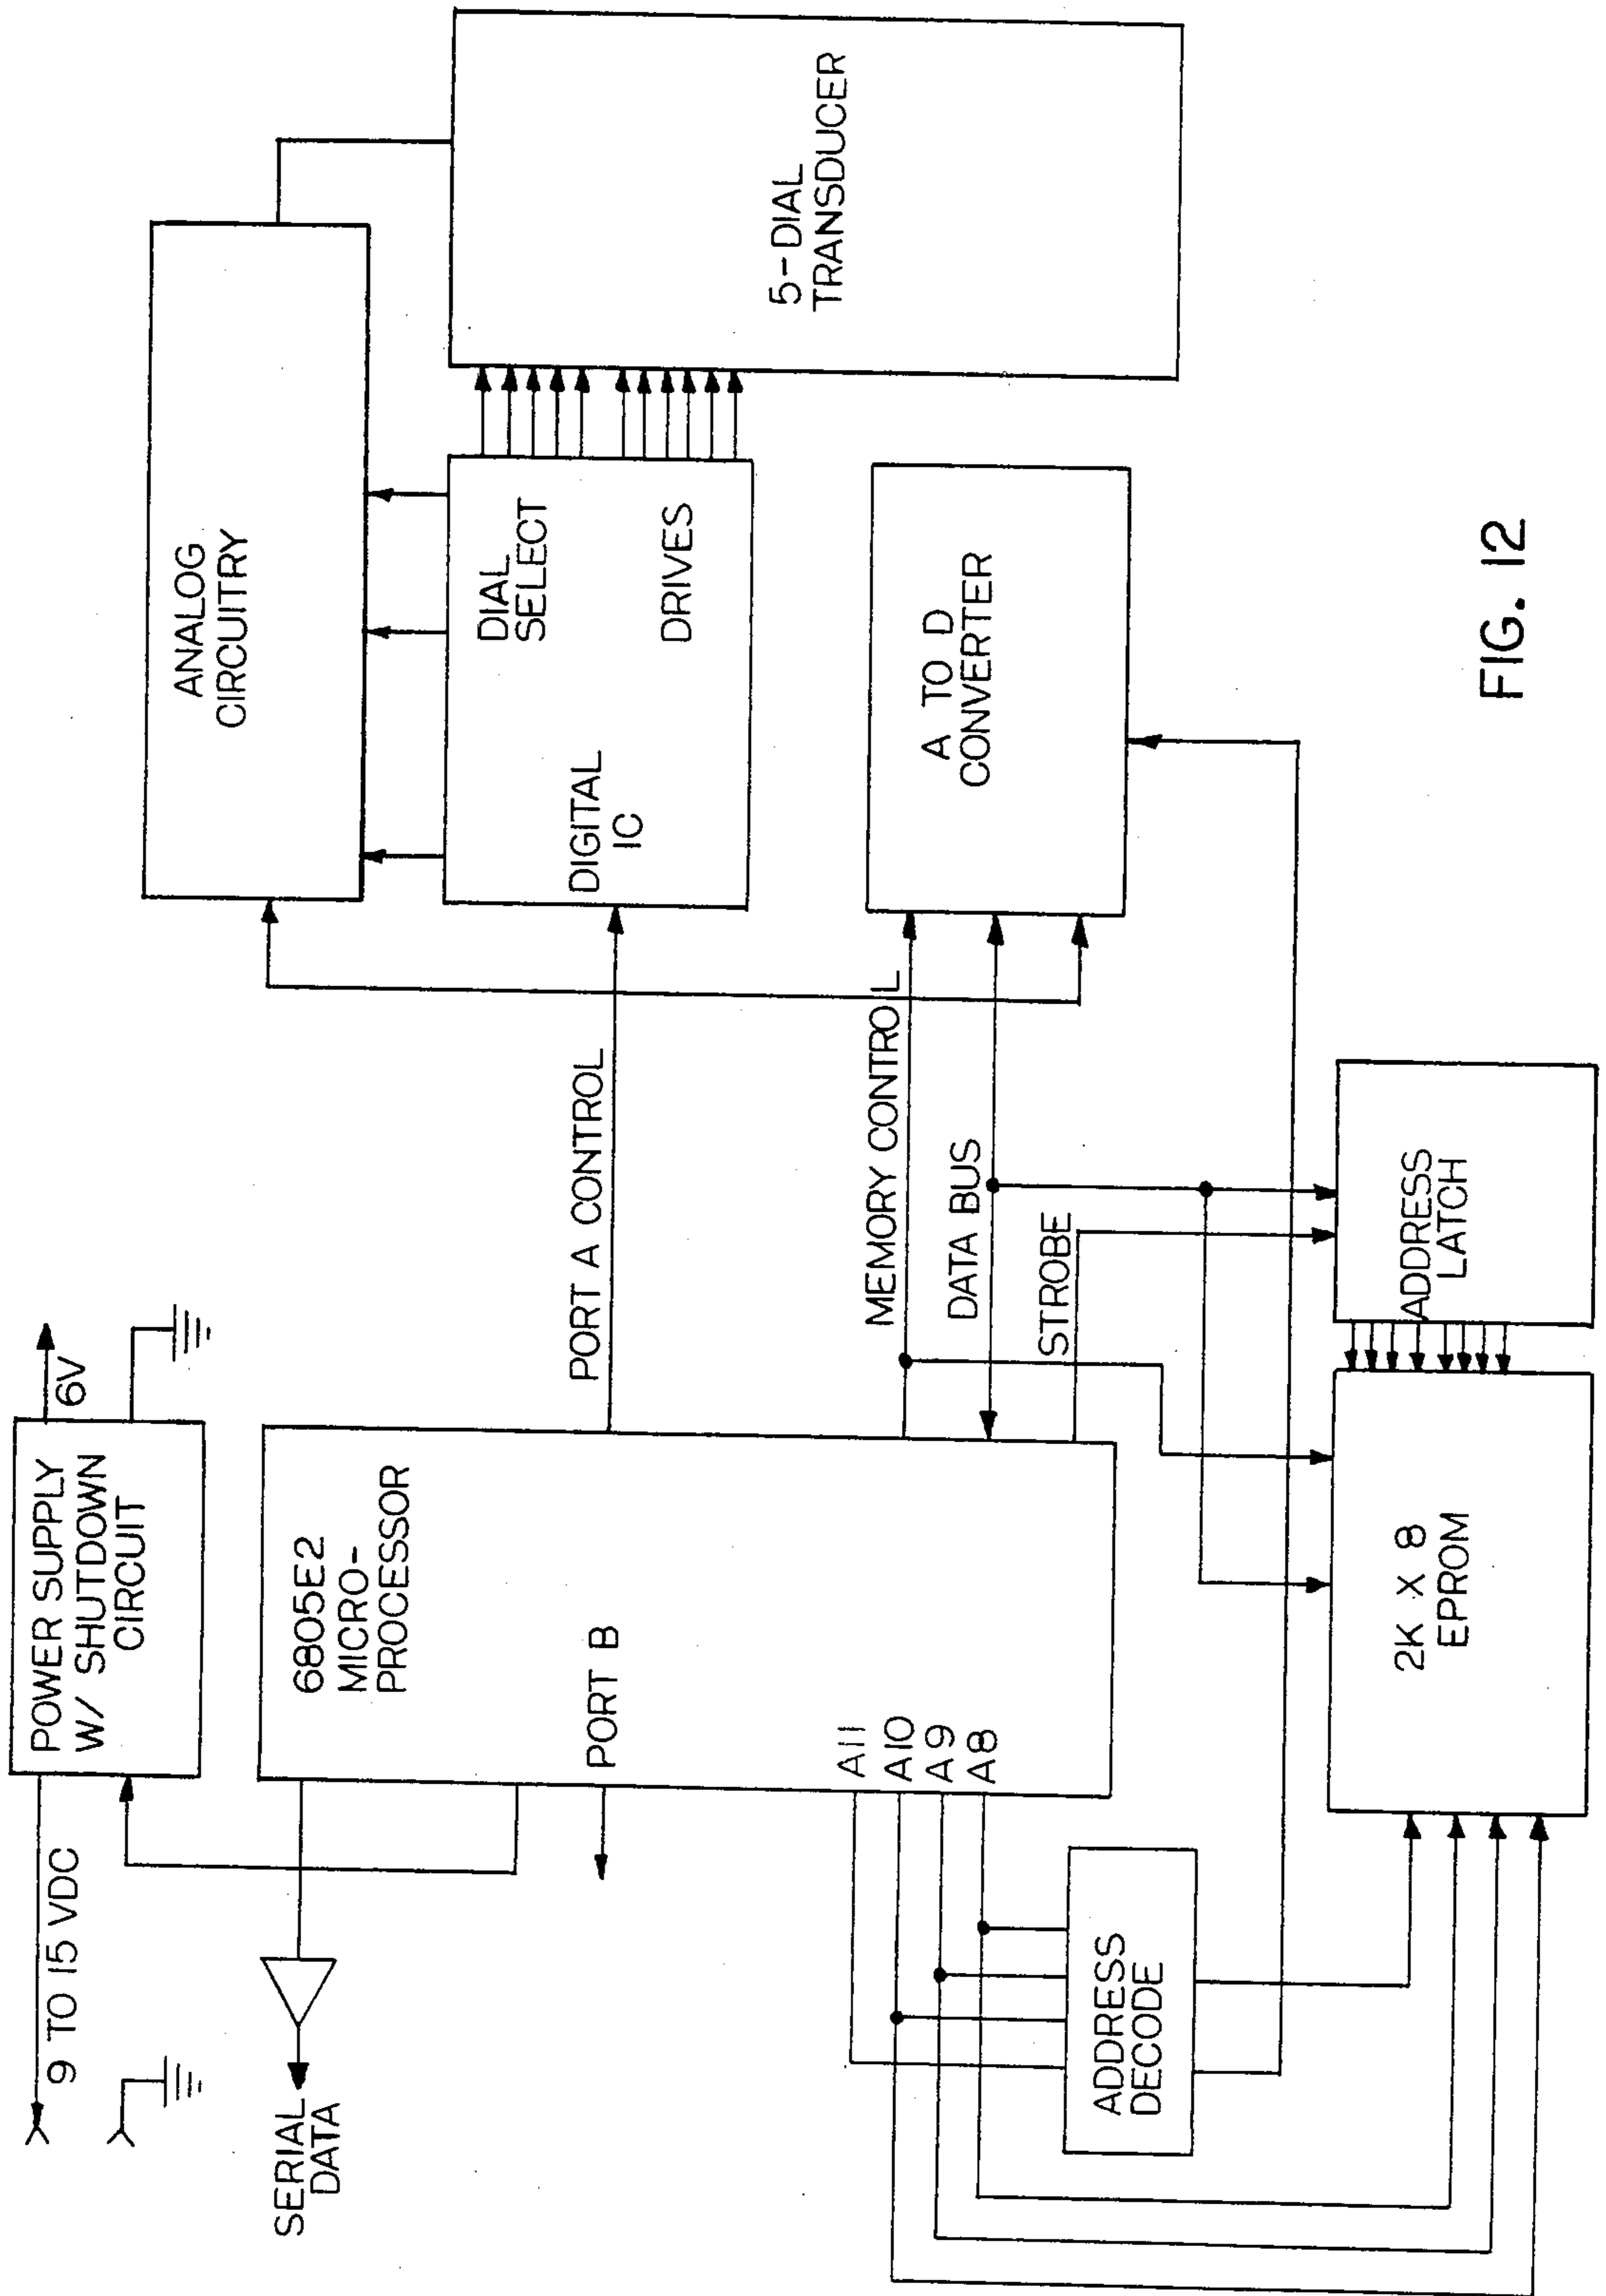 9 TO 15 VDC
POWER SUPPLY
W/ SHUTDOWN
CIRCUIT
6V
SERIAL
DATA
6805E2
MICRO-
PROCESSOR
PORT B
A11
A10
A9
A8
PORT A CONTROL
MEMORY CONTROL
DATA BUS
STROBE
ANALOG
CIRCUITRY
DIAL
SELECT
DIGITAL
IC
DRIVES
5-DIAL
TRANSDUCER
A TO D
CONVERTER
ADDRESS
DECODE
2K X 8
EPROM
ADDRESS
LATCH
FIG. 12